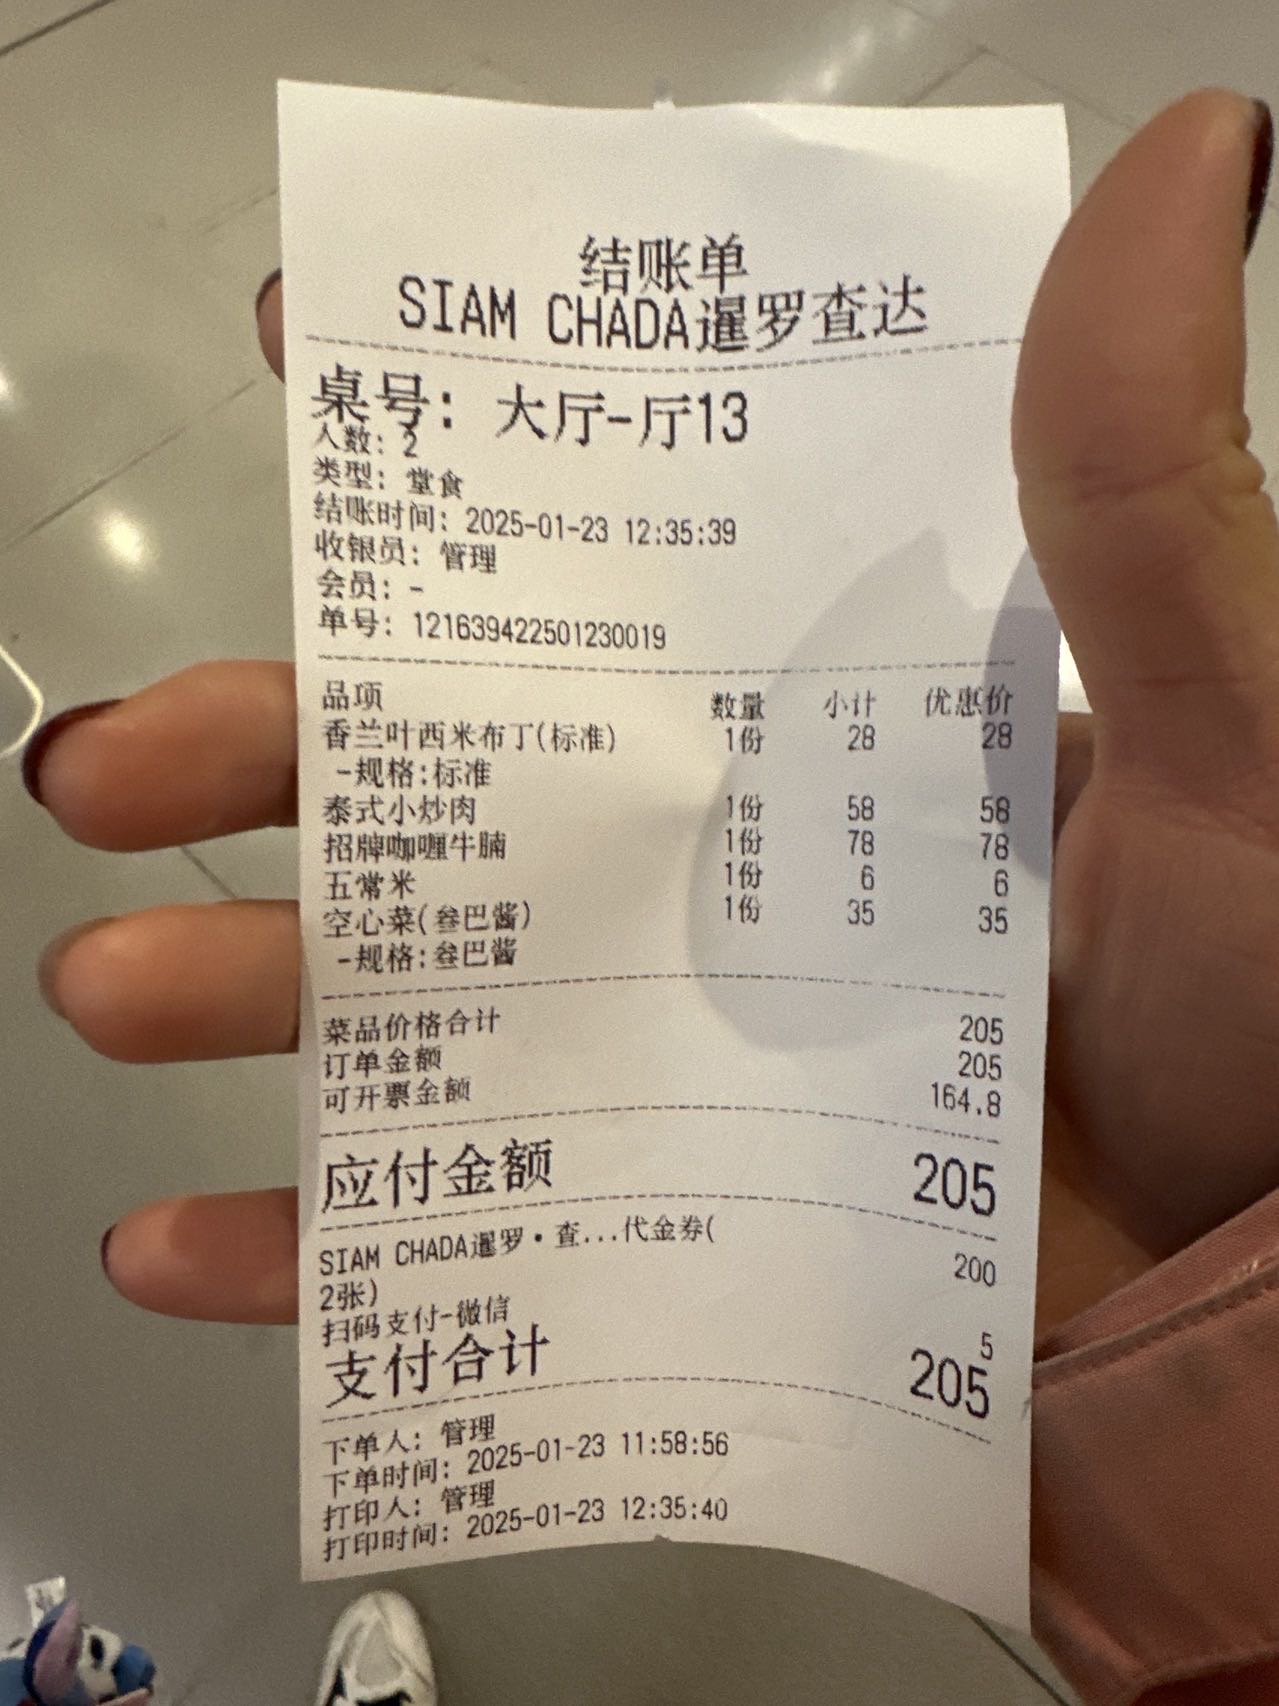 结账单
SIAM CHADA暹罗查达
桌号: 大厅-厅13
人数: 2
类型: 堂食
结账时间: 2025-01-23 12:35:39
收银员: 管理
会员: -
单号: 121639422501230019
品项 数量 小计 优惠价
香兰叶西米布丁(标准) 1份 28 28
-规格:标准
泰式小炒肉 1份 58 58
招牌咖喱牛腩 1份 78 78
五常米 1份 6 6
空心菜(叁巴酱) 1份 35 35
-规格:叁巴酱
菜品价格合计 205
订单金额 205
可开票金额 164.8
应付金额 205
SIAM CHADA暹罗·查...代金券( 200
2张)
扫码支付-微信 5
支付合计 205
下单人: 管理
下单时间: 2025-01-23 11:58:56
打印人: 管理
打印时间: 2025-01-23 12:35:40